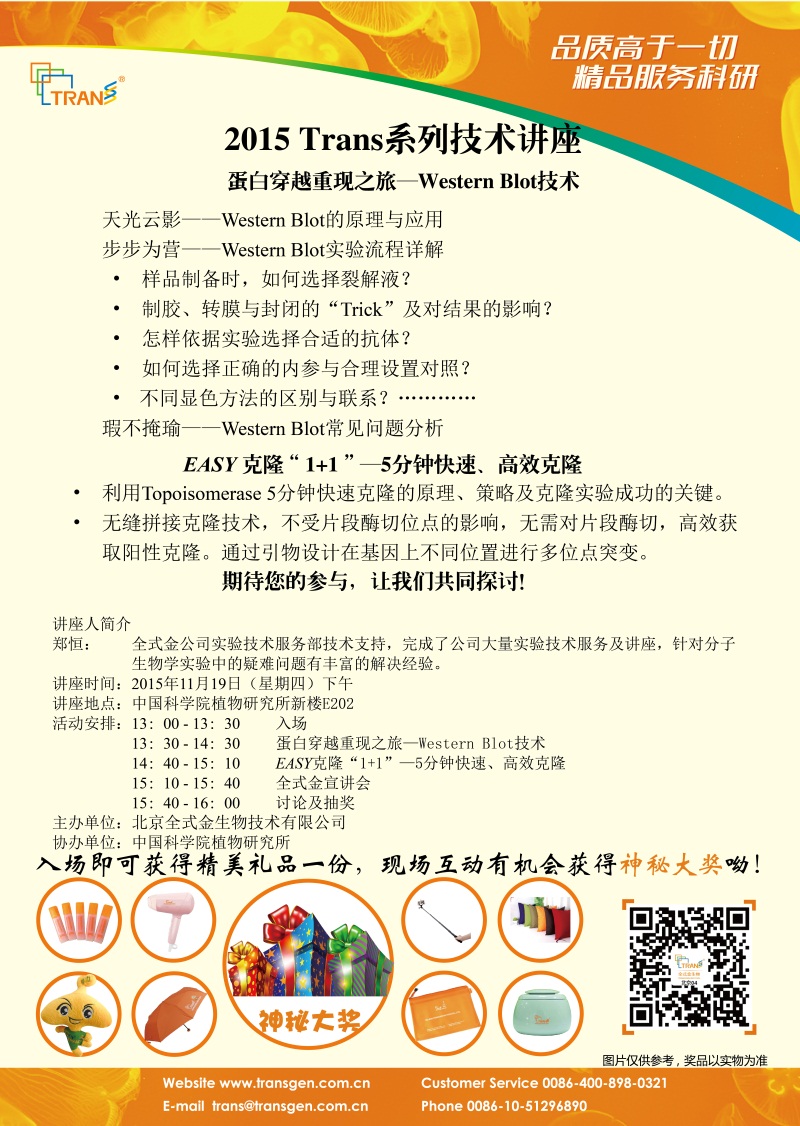 品质高于一切
精品服务科研
TRANS®
2015 Trans系列技术讲座
蛋白穿越重现之旅—Western Blot技术
天光云影——Western Blot的原理与应用
步步为营——Western Blot实验流程详解
• 样品制备时，如何选择裂解液？
• 制胶、转膜与封闭的“Trick”及对结果的影响？
• 怎样依据实验选择合适的抗体？
• 如何选择正确的内参与合理设置对照？
• 不同显色方法的区别与联系？…………
瑕不掩瑜——Western Blot常见问题分析
EASY 克隆“ 1+1 ”—5分钟快速、高效克隆
• 利用Topoisomerase 5分钟快速克隆的原理、策略及克隆实验成功的关键。
• 无缝拼接克隆技术，不受片段酶切位点的影响，无需对片段酶切，高效获
取阳性克隆。通过引物设计在基因上不同位置进行多位点突变。
期待您的参与，让我们共同探讨!
讲座人简介
郑恒： 全式金公司实验技术服务部技术支持，完成了公司大量实验技术服务及讲座，针对分子
生物学实验中的疑难问题有丰富的解决经验。
讲座时间：2015年11月19日（星期四）下午
讲座地点：中国科学院植物研究所新楼E202
活动安排：13：00 - 13：30 入场
13：30 - 14：30 蛋白穿越重现之旅—Western Blot技术
14：40 - 15：10 EASY克隆“1+1”—5分钟快速、高效克隆
15：10 - 15：40 全式金宣讲会
15：40 - 16：00 讨论及抽奖
主办单位：北京全式金生物技术有限公司
协办单位：中国科学院植物研究所
入场即可获得精美礼品一份，现场互动有机会获得神秘大奖呦！
神秘大奖
TRANS
北京04
图片仅供参考，奖品以实物为准
Website www.transgen.com.cn Customer Service 0086-400-898-0321
E-mail trans@transgen.com.cn Phone 0086-10-51296890